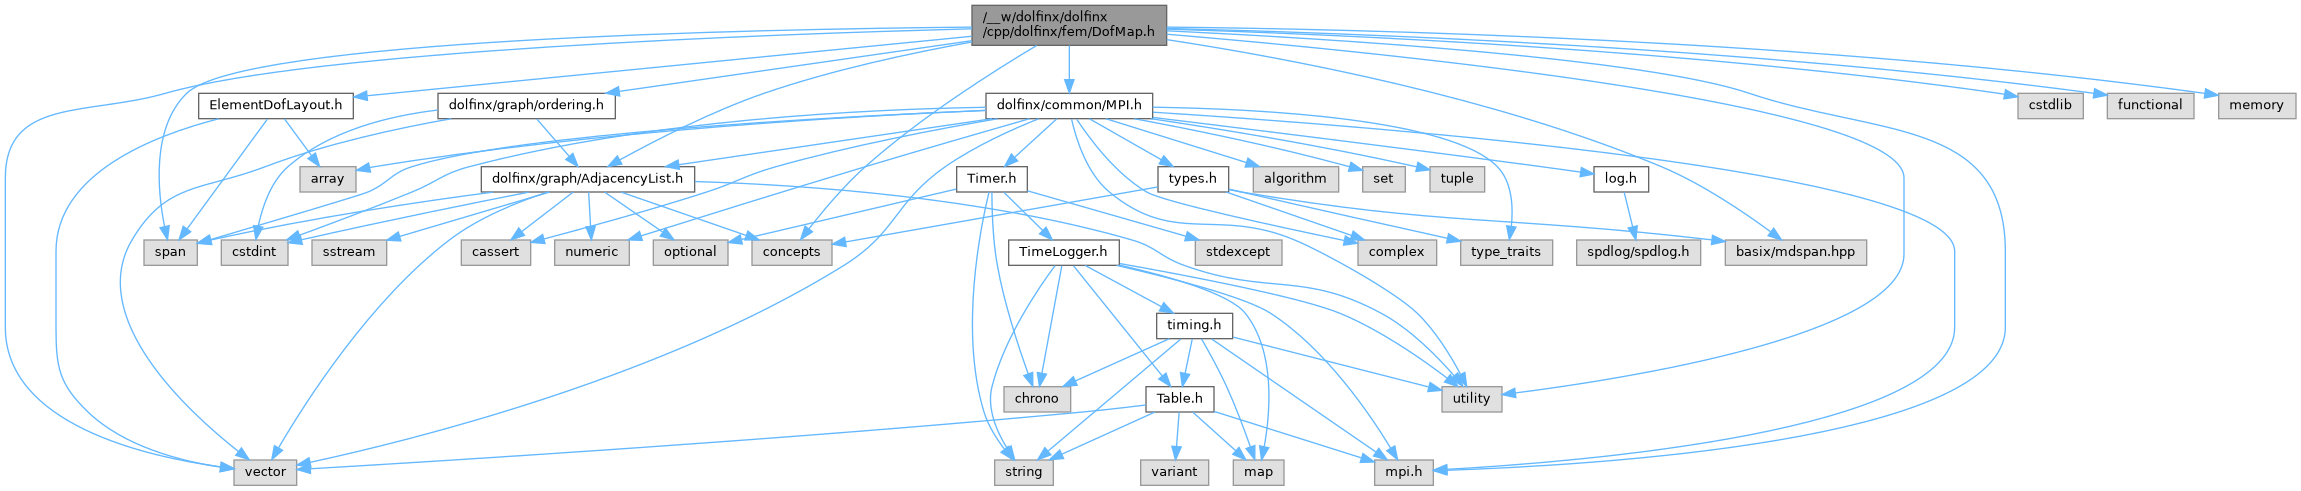 /__w/dolfinx/dolfinx
/cpp/dolfinx/fem/DofMap.h
ElementDofLayout.h
dolfinx/graph/ordering.h
dolfinx/common/MPI.h
cstdlib
functional
memory
array
dolfinx/graph/AdjacencyList.h
Timer.h
types.h
algorithm
set
tuple
log.h
span
cstdint
sstream
cassert
numeric
optional
concepts
TimeLogger.h
stdexcept
complex
type_traits
spdlog/spdlog.h
basix/mdspan.hpp
timing.h
chrono
Table.h
utility
vector
string
variant
map
mpi.h